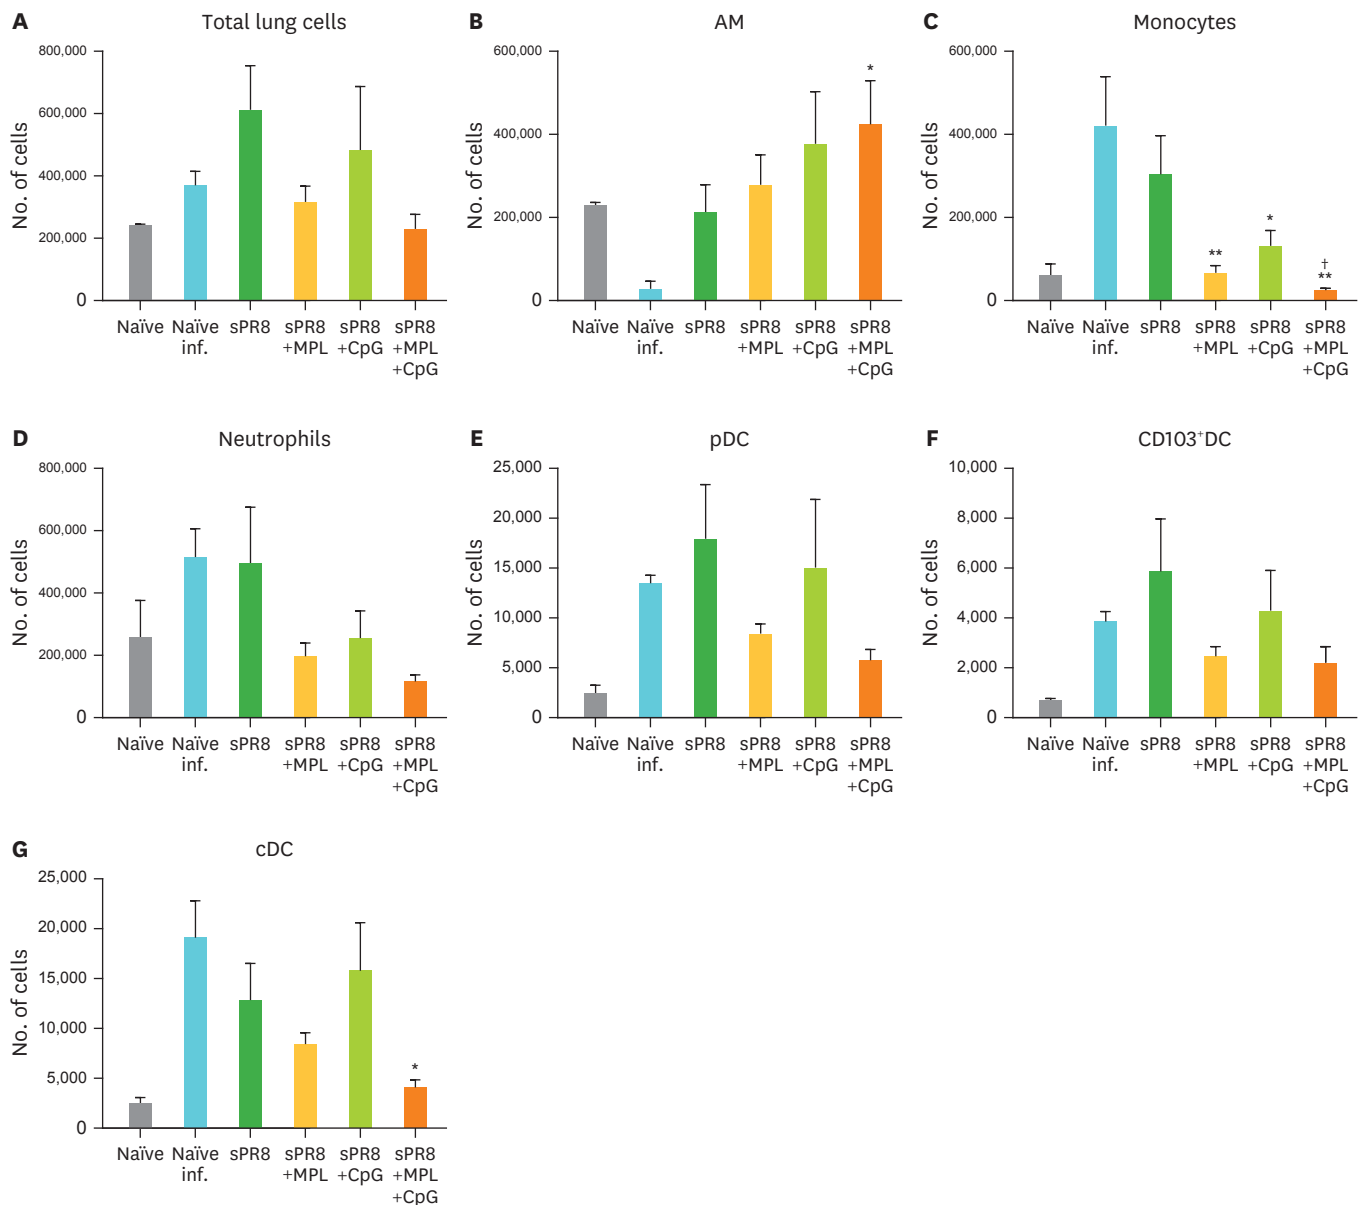 A Total lung cells
No. of cells
800,000
600,000
400,000
200,000
0
Naïve Naïve sPR8 sPR8 sPR8 sPR8
inf. +MPL +CpG +MPL
+CpG
B AM
No. of cells
600,000
400,000
200,000
0
*
Naïve Naïve sPR8 sPR8 sPR8 sPR8
inf. +MPL +CpG +MPL
+CpG
C Monocytes
No. of cells
600,000
400,000
200,000
0
**
*
†
**
Naïve Naïve sPR8 sPR8 sPR8 sPR8
inf. +MPL +CpG +MPL
+CpG
D Neutrophils
No. of cells
800,000
600,000
400,000
200,000
0
Naïve Naïve sPR8 sPR8 sPR8 sPR8
inf. +MPL +CpG +MPL
+CpG
E pDC
No. of cells
25,000
20,000
15,000
10,000
5,000
0
Naïve Naïve sPR8 sPR8 sPR8 sPR8
inf. +MPL +CpG +MPL
+CpG
F CD103⁺DC
No. of cells
10,000
8,000
6,000
4,000
2,000
0
Naïve Naïve sPR8 sPR8 sPR8 sPR8
inf. +MPL +CpG +MPL
+CpG
G cDC
No. of cells
25,000
20,000
15,000
10,000
5,000
0
*
Naïve Naïve sPR8 sPR8 sPR8 sPR8
inf. +MPL +CpG +MPL
+CpG